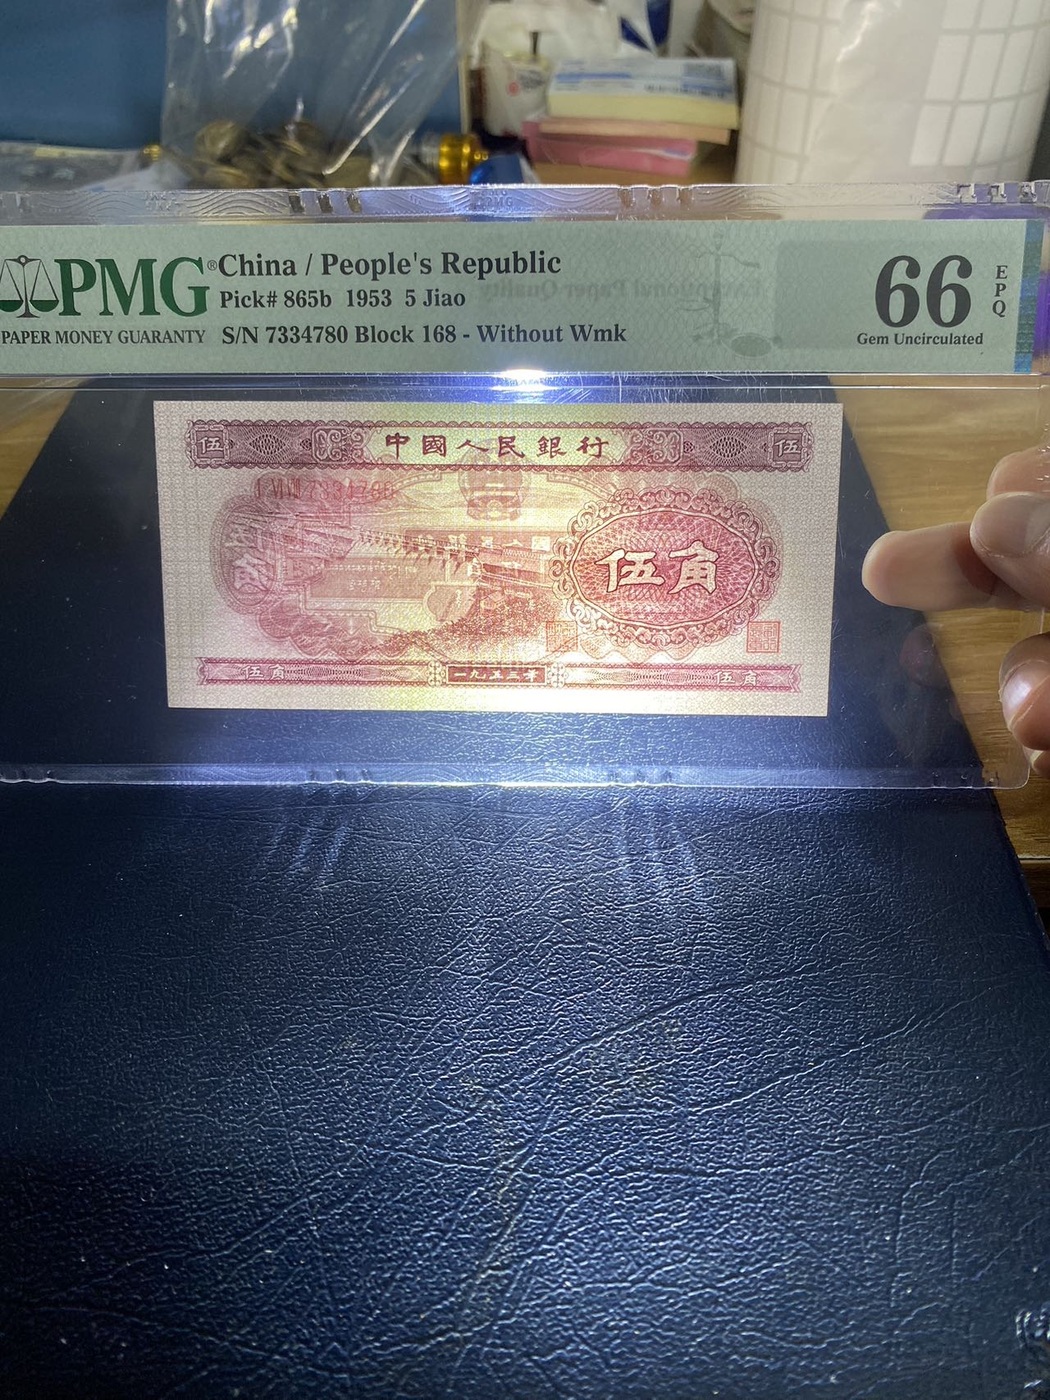 PMG® China / People's Republic
Pick# 865b 1953 5 Jiao
PAPER MONEY GUARANTY S/N 7334780 Block 168 - Without Wmk
66 EPQ
Gem Uncirculated
伍 中國人民銀行 伍
伍角
伍角 一九五三年 伍角